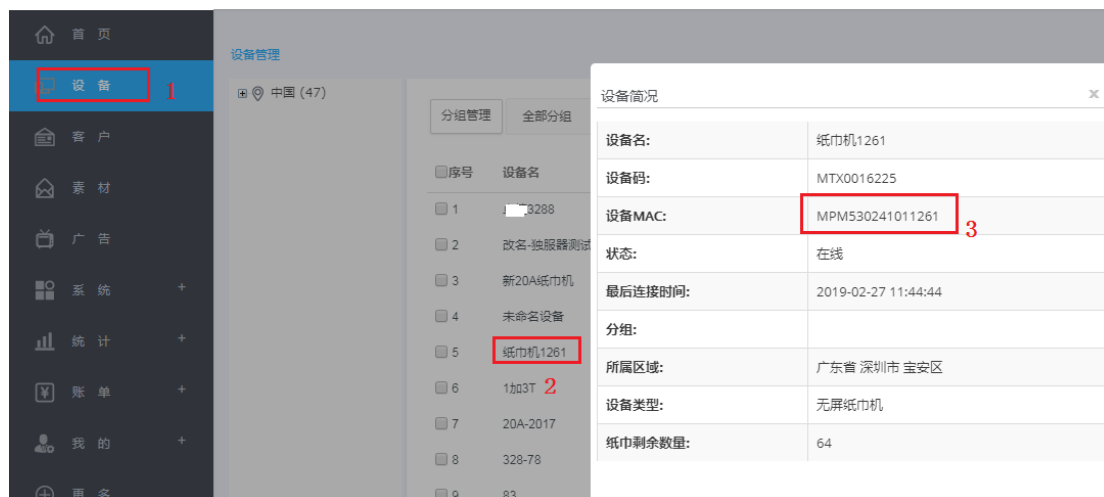 首 页
设 备
1
客 户
素 材
广 告
系 统 +
统 计 +
账 单 +
我 的 +
更 多
设备管理
中国 (47)
分组管理 全部分组
序号 设备名
1 3288
2 改名-独服器测试
3 新20A纸巾机
4 未命名设备
5 纸巾机1261
6 1加3T 2
7 20A-2017
8 328-78
9 83
设备简况 x
设备名: 纸巾机1261
设备码: MTX0016225
设备MAC: MPM530241011261 3
状态: 在线
最后连接时间: 2019-02-27 11:44:44
分组:
所属区域: 广东省 深圳市 宝安区
设备类型: 无屏纸巾机
纸巾剩余数量: 64